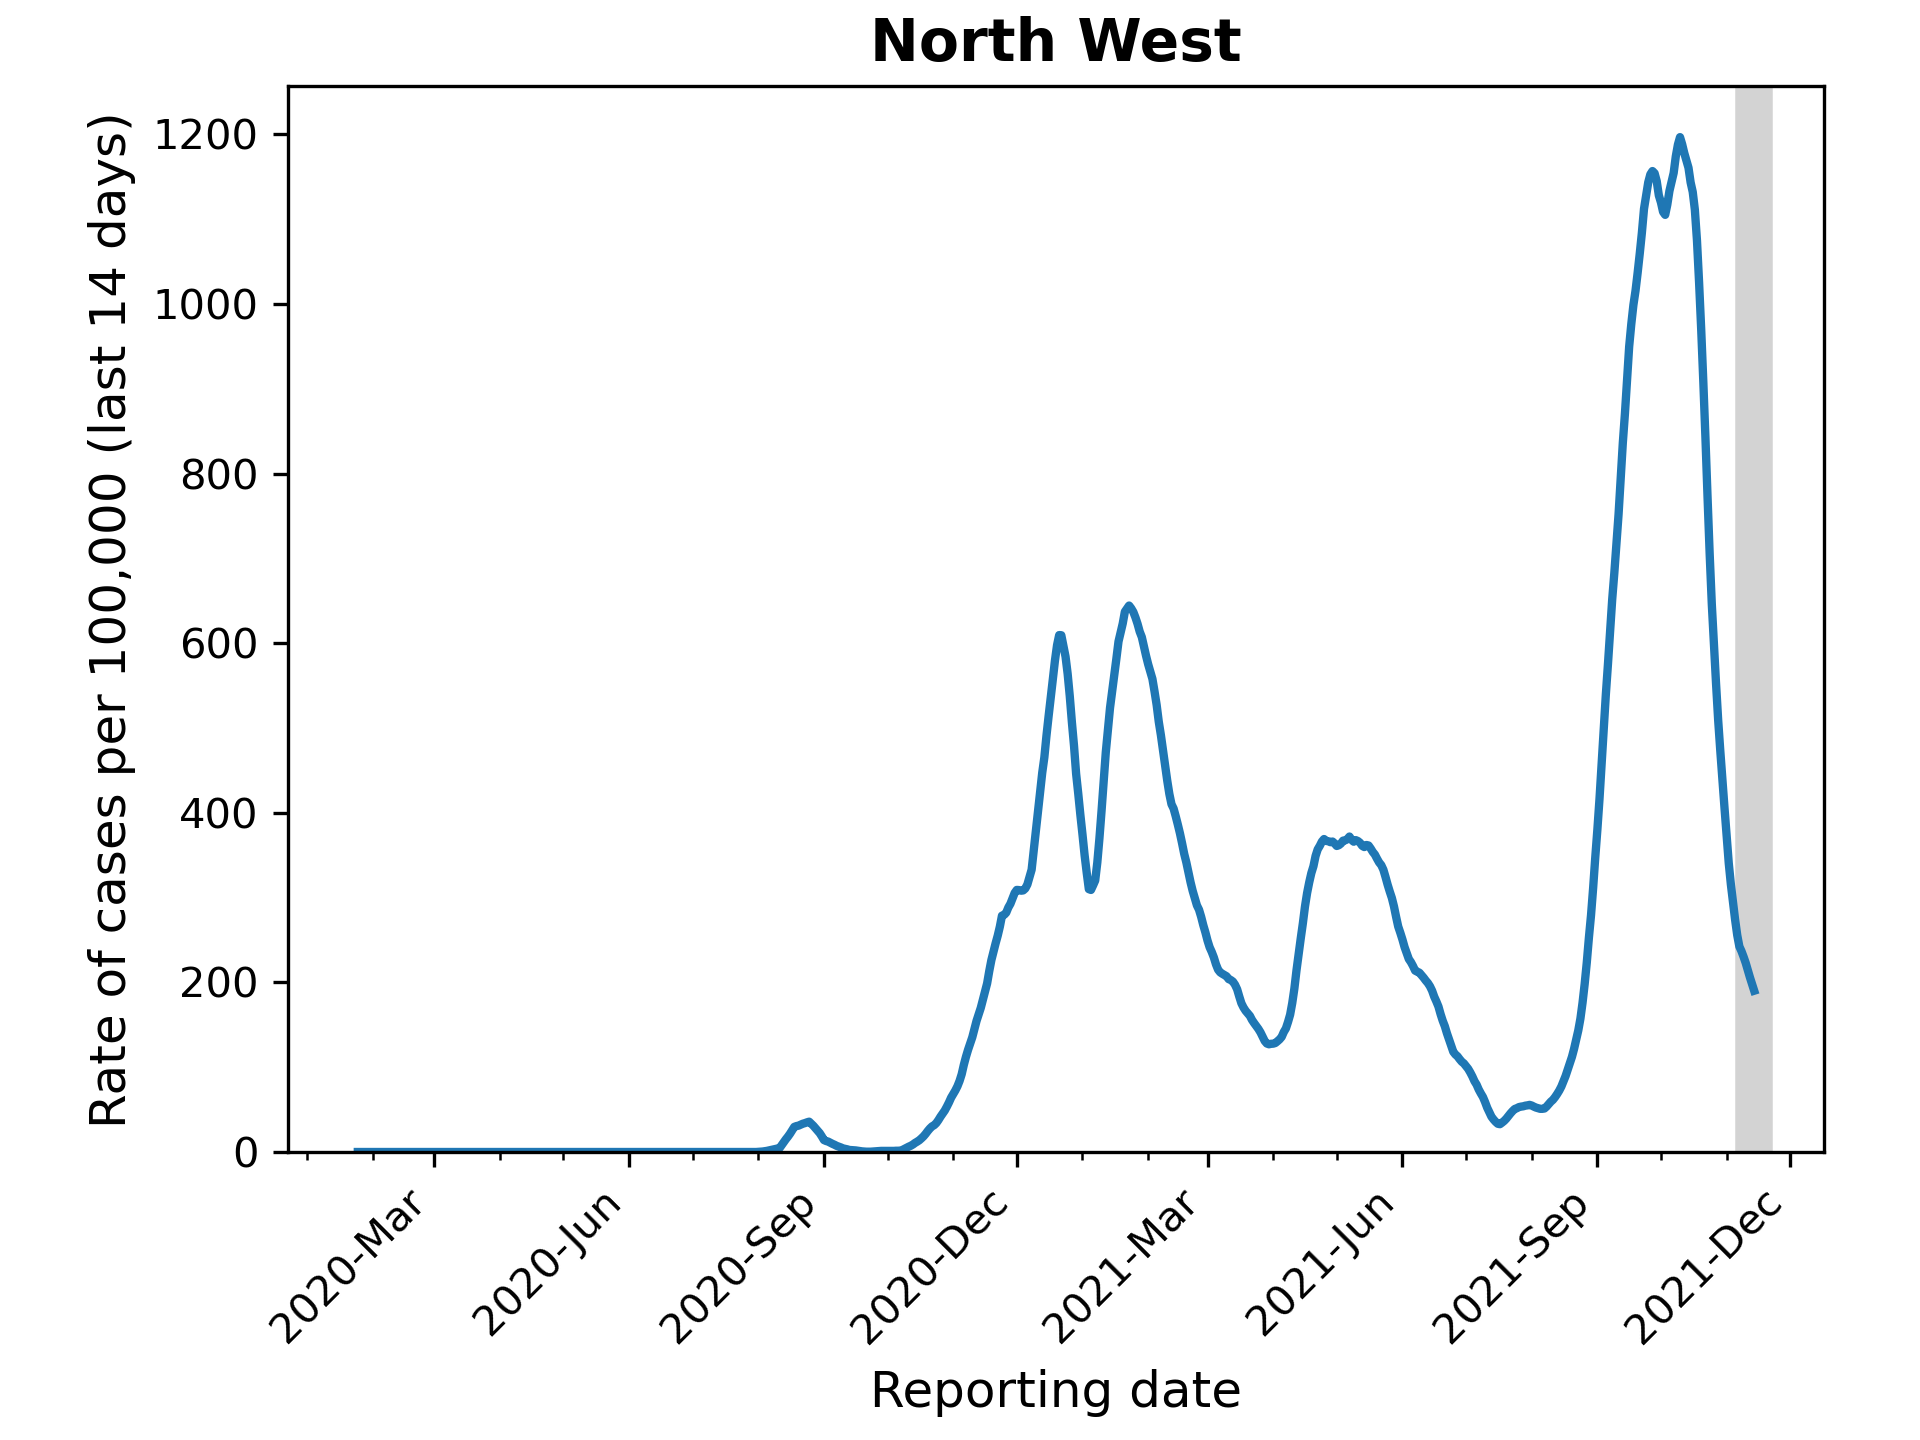 North West
Rate of cases per 100,000 (last 14 days)
1200
1000
800
600
400
200
0
2020-Mar
2020-Jun
2020-Sep
2020-Dec
2021-Mar
2021-Jun
2021-Sep
2021-Dec
Reporting date